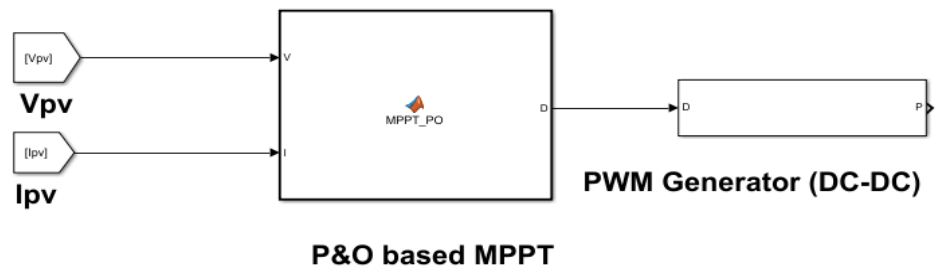 [Vpv]
Vpv
[Ipv]
Ipv
V
I
MPPT_PO
D
P&O based MPPT
D
P
PWM Generator (DC-DC)